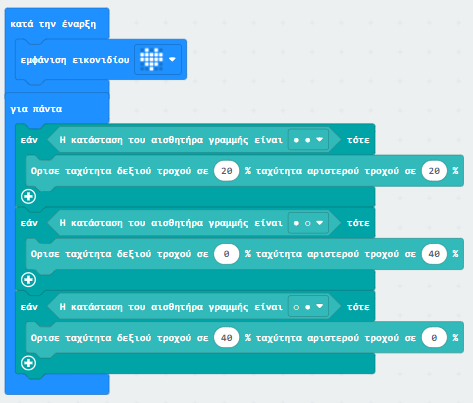 κατά την έναρξη
εμφάνιση εικονιδίου
για πάντα
εάν Η κατάσταση του αισθητήρα γραμμής είναι ● ● τότε
Ορισε ταχύτητα δεξιού τροχού σε 20 % ταχύτητα αριστερού τροχού σε 20 %
εάν Η κατάσταση του αισθητήρα γραμμής είναι ● ○ τότε
Ορισε ταχύτητα δεξιού τροχού σε 0 % ταχύτητα αριστερού τροχού σε 40 %
εάν Η κατάσταση του αισθητήρα γραμμής είναι ○ ● τότε
Ορισε ταχύτητα δεξιού τροχού σε 40 % ταχύτητα αριστερού τροχού σε 0 %